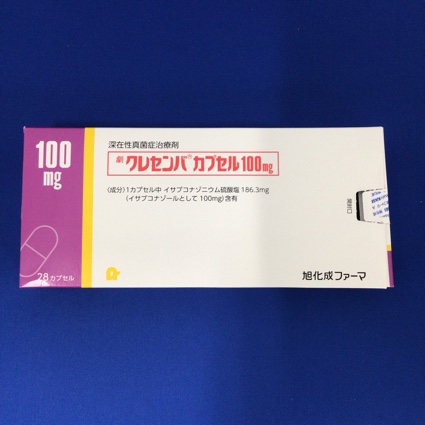 100
mg
28カプセル
深在性真菌症治療剤
劇 クレセンバ® カプセル100mg
(成分)1カプセル中 イサブコナゾニウム硫酸塩 186.3mg
(イサブコナゾールとして 100mg)含有
開封口
旭化成ファーマ